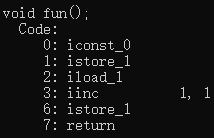 void fun();
  Code:
     0: iconst_0
     1: istore_1
     2: iload_1
     3: iinc          1, 1
     6: istore_1
     7: return